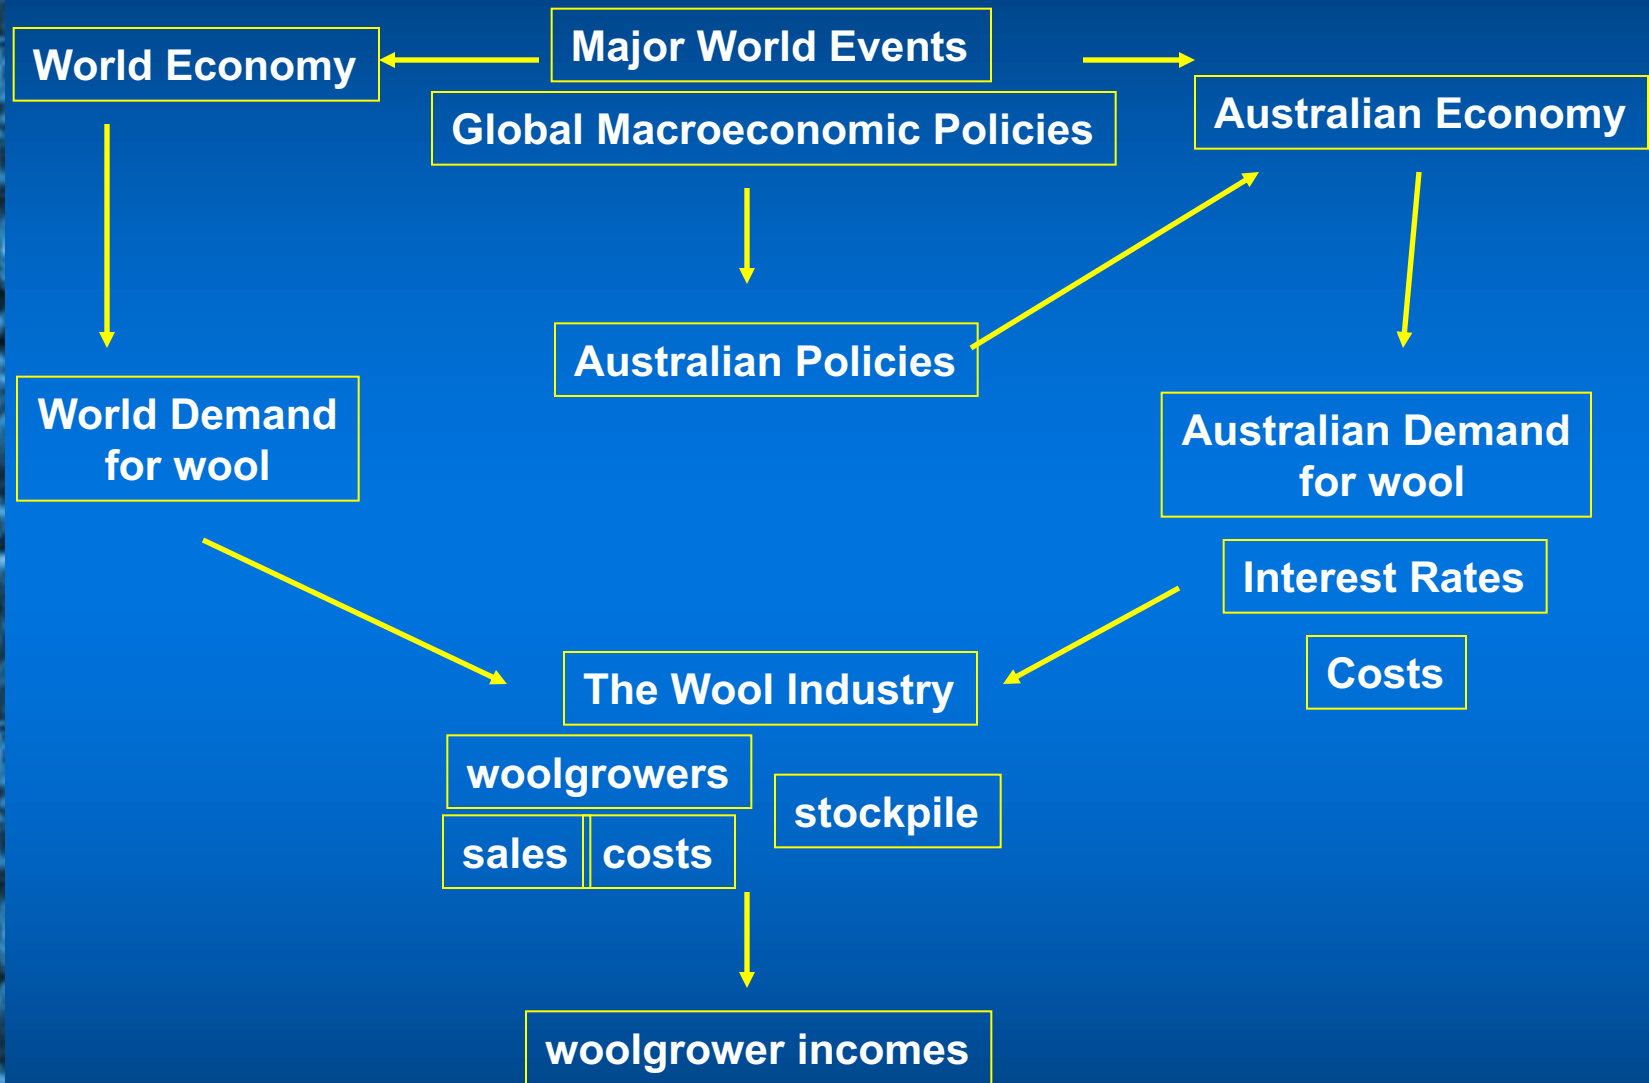 World Economy
Major World Events
Global Macroeconomic Policies
Australian Economy
Australian Policies
World Demand
for wool
Australian Demand
for wool
Interest Rates
Costs
The Wool Industry
woolgrowers
stockpile
sales
costs
woolgrower incomes